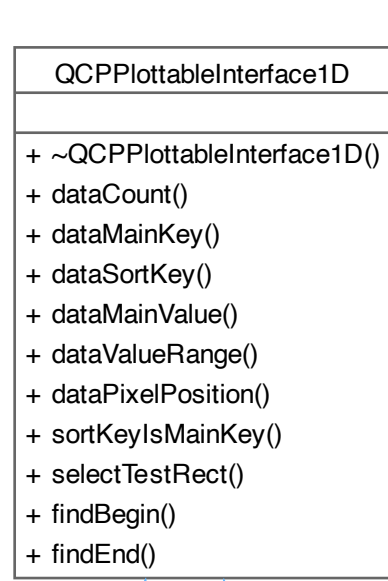 QCPPlottableInterface1D
+ ~QCPPlottableInterface1D()
+ dataCount()
+ dataMainKey()
+ dataSortKey()
+ dataMainValue()
+ dataValueRange()
+ dataPixelPosition()
+ sortKeyIsMainKey()
+ selectTestRect()
+ findBegin()
+ findEnd()